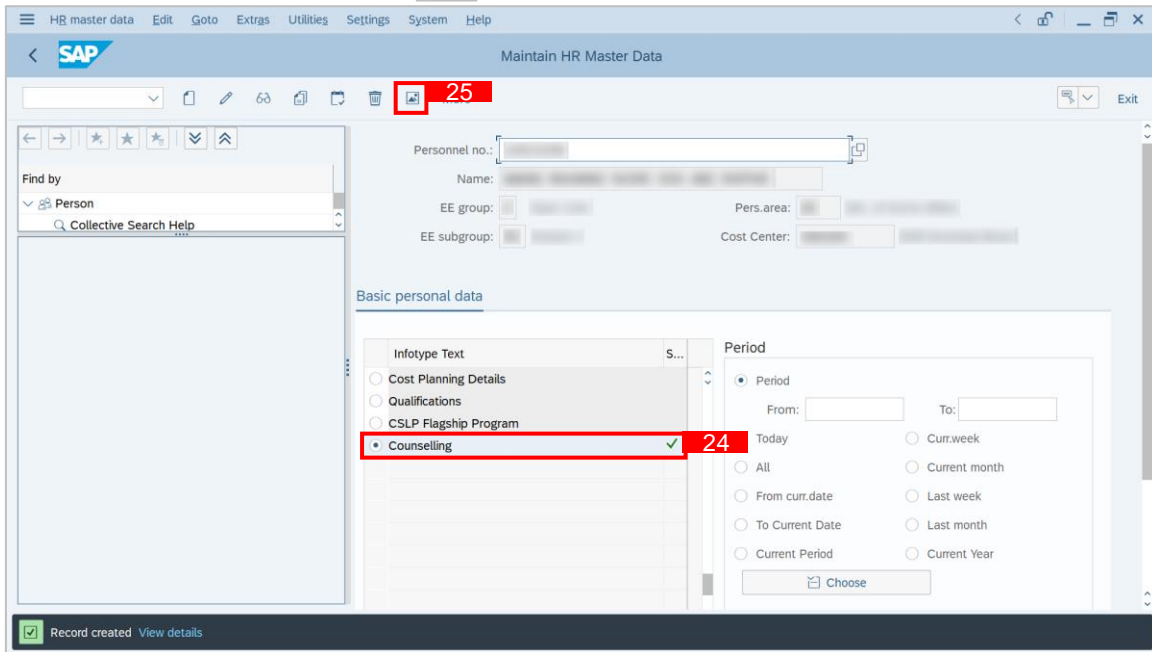 HR master data Edit Goto Extras Utilities Settings System Help
SAP Maintain HR Master Data
25
Exit
Find by
Person
Collective Search Help
Personnel no.:
Name:
EE group: Pers.area:
EE subgroup: Cost Center:
Basic personal data
Infotype Text S...
Cost Planning Details
Qualifications
CSLP Flagship Program
Counselling 24
Period
Period
From: To:
Today Curr.week
All Current month
From curr.date Last week
To Current Date Last month
Current Period Current Year
Choose
Record created View details